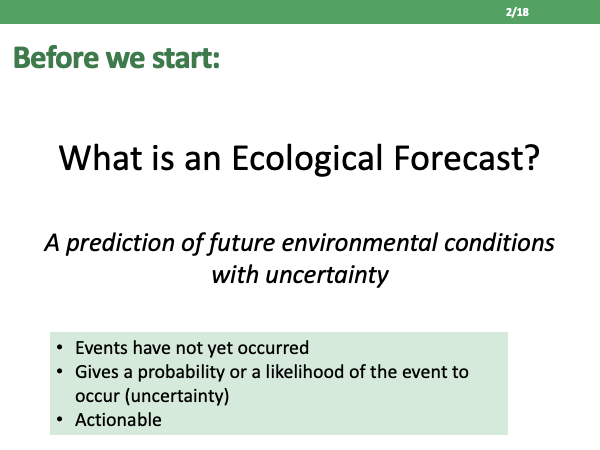 2/18
Before we start:
What is an Ecological Forecast?
A prediction of future environmental conditions
with uncertainty
• Events have not yet occurred
• Gives a probability or a likelihood of the event to
occur (uncertainty)
• Actionable